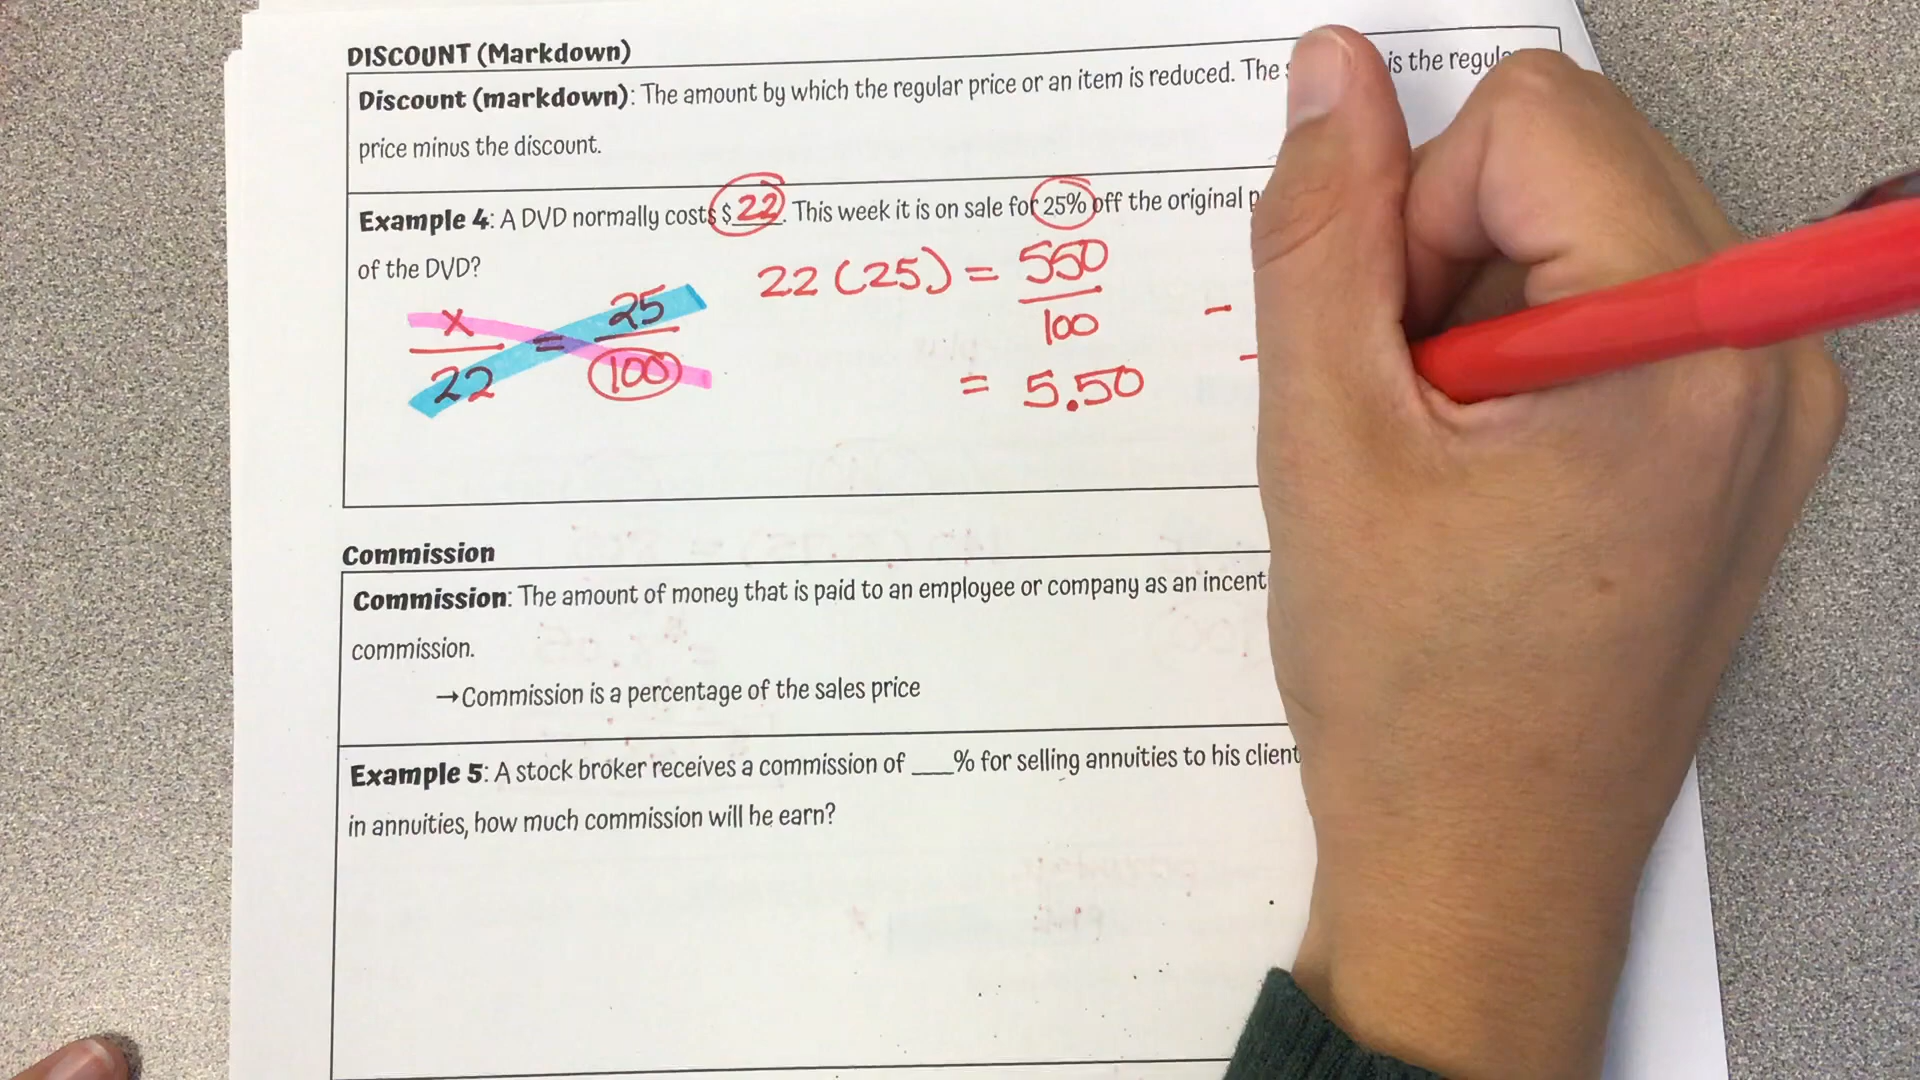 DISCOUNT (Markdown)
Discount (markdown): The amount by which the regular price or an item is reduced. The is the regular
price minus the discount.
Example 4: A DVD normally costs $22. This week it is on sale for 25% off the original
of the DVD?
22 (25) = 550
100
= 5.50
x = 25
22 100
-
-
Commission
Commission: The amount of money that is paid to an employee or company as an incent
commission.
→Commission is a percentage of the sales price
Example 5: A stock broker receives a commission of ___% for selling annuities to his client
in annuities, how much commission will he earn?